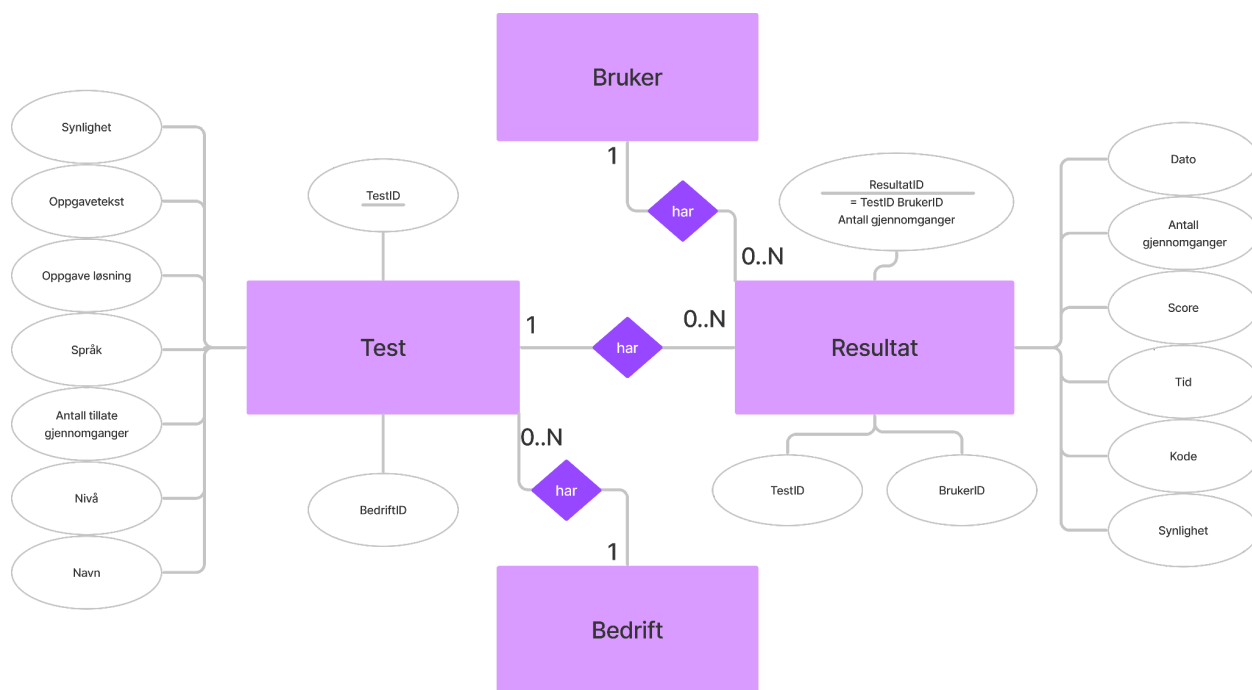 Bruker
Synlighet
1
Dato
ResultatID
= TestID BrukerID
Antall gjennomganger
TestID
Oppgavetekst
har
Antall
gjennomganger
0..N
Oppgave løsning
Score
1
0..N
Test
har
Resultat
Språk
Tid
Antall tillate
gjennomganger
0..N
Kode
Nivå
har
TestID
BrukerID
BedriftID
Synlighet
1
Navn
Bedrift